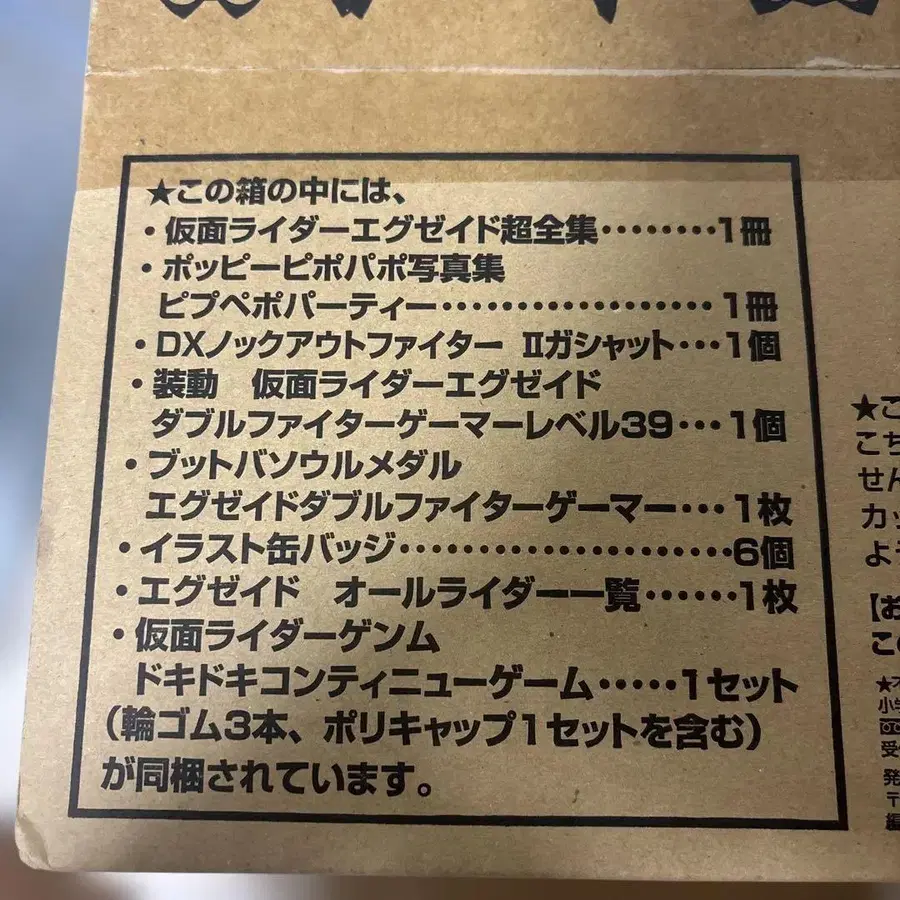 ★この箱の中には、
・仮面ライダーエグゼイド超全集………1冊
・ポッピーピポパポ写真集
ピプペポパーティー………………1冊
・DXノックアウトファイター Ⅱガシャット…1個
・装動 仮面ライダーエグゼイド
ダブルファイターゲーマーレベル39…1個
・ブットバソウルメダル
エグゼイドダブルファイターゲーマー…1枚
・イラスト缶バッジ……………………6個
・エグゼイド オールライダー一覧……1枚
・仮面ライダーゲンム
ドキドキコンティニューゲーム……1セット
(輪ゴム3本、ポリキャップ1セットを含む)
が同梱されています。
★こ
こち
せん
カッ
よう
【お
この
★不
小学
受付
発
〒
編